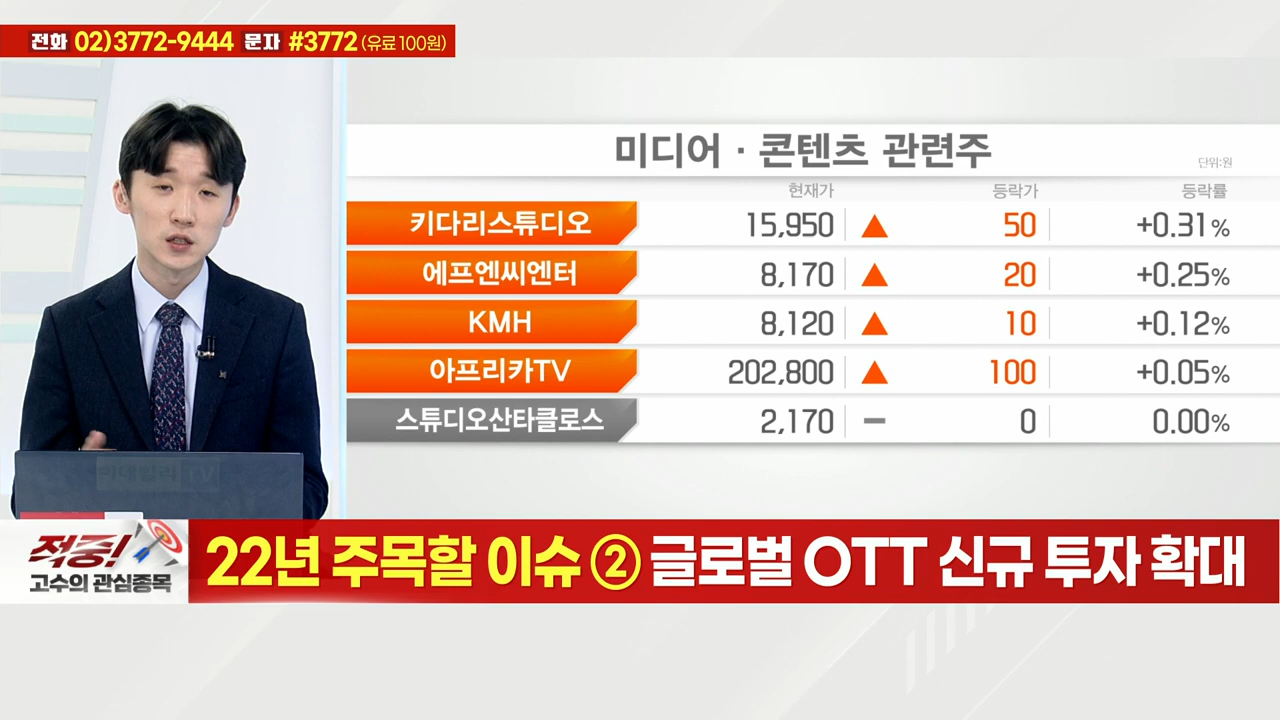 전화 02)3772-9444 문자 #3772 (유료100원)
미디어 · 콘텐츠 관련주
단위:원
현재가 등락가 등락률
키다리스튜디오 15,950 ▲ 50 +0.31%
에프엔씨엔터 8,170 ▲ 20 +0.25%
KMH 8,120 ▲ 10 +0.12%
아프리카TV 202,800 ▲ 100 +0.05%
스튜디오산타클로스 2,170 － 0 0.00%
이데일리 TV
적중!
고수의 관심종목
22년 주목할 이슈 ② 글로벌 OTT 신규 투자 확대